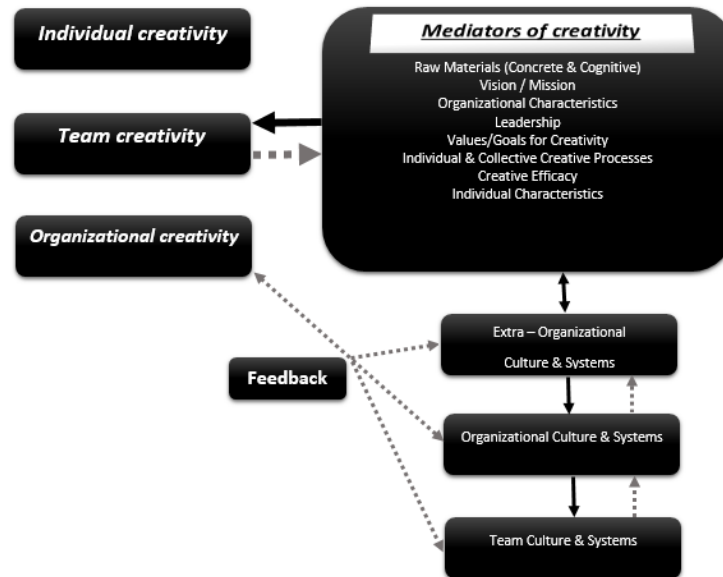 Individual creativity
Team creativity
Organizational creativity
Mediators of creativity
Raw Materials (Concrete & Cognitive)
Vision / Mission
Organizational Characteristics
Leadership
Values/Goals for Creativity
Individual & Collective Creative Processes
Creative Efficacy
Individual Characteristics
Extra – Organizational
Culture & Systems
Feedback
Organizational Culture & Systems
Team Culture & Systems